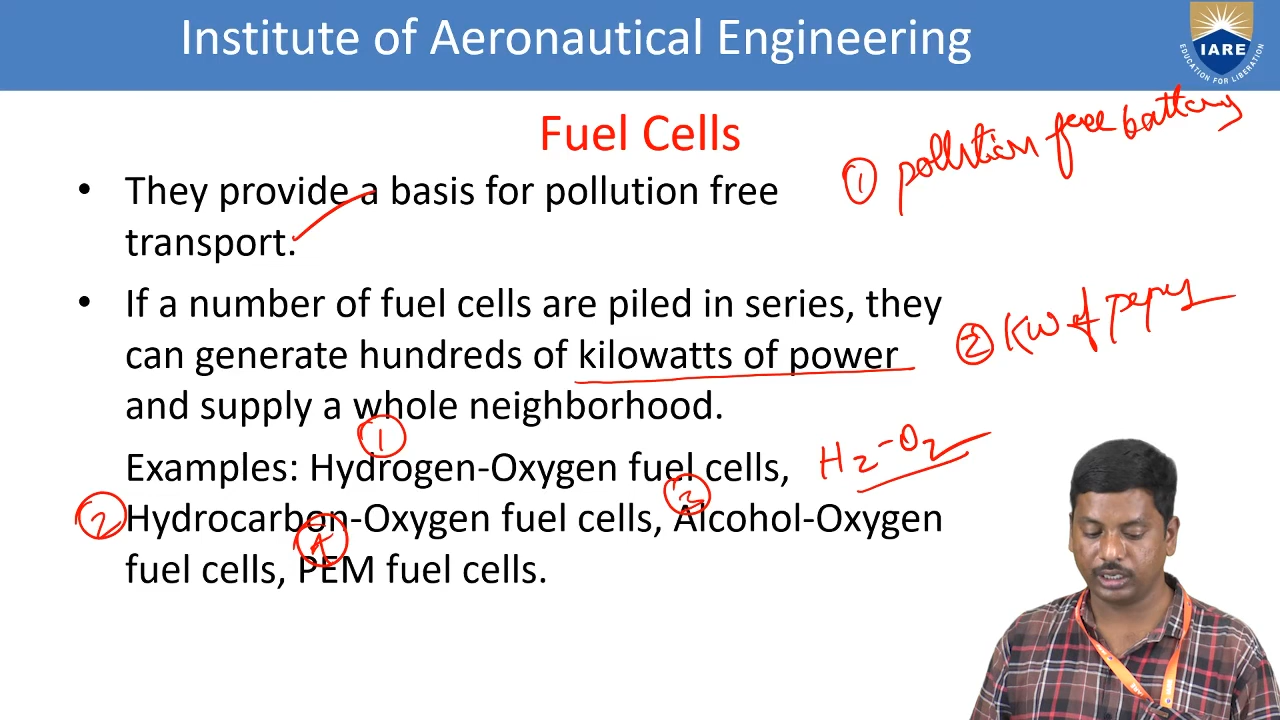 Institute of Aeronautical Engineering
IARE
EDUCATION FOR LIBERATION
Fuel Cells
• They provide a basis for pollution free
transport.
① pollution free battery
• If a number of fuel cells are piled in series, they
can generate hundreds of kilowatts of power
and supply a whole neighborhood.
② KW of
①
Examples: Hydrogen-Oxygen fuel cells,
H2-O2
② ③
Hydrocarbon-Oxygen fuel cells, Alcohol-Oxygen
④
fuel cells, PEM fuel cells.